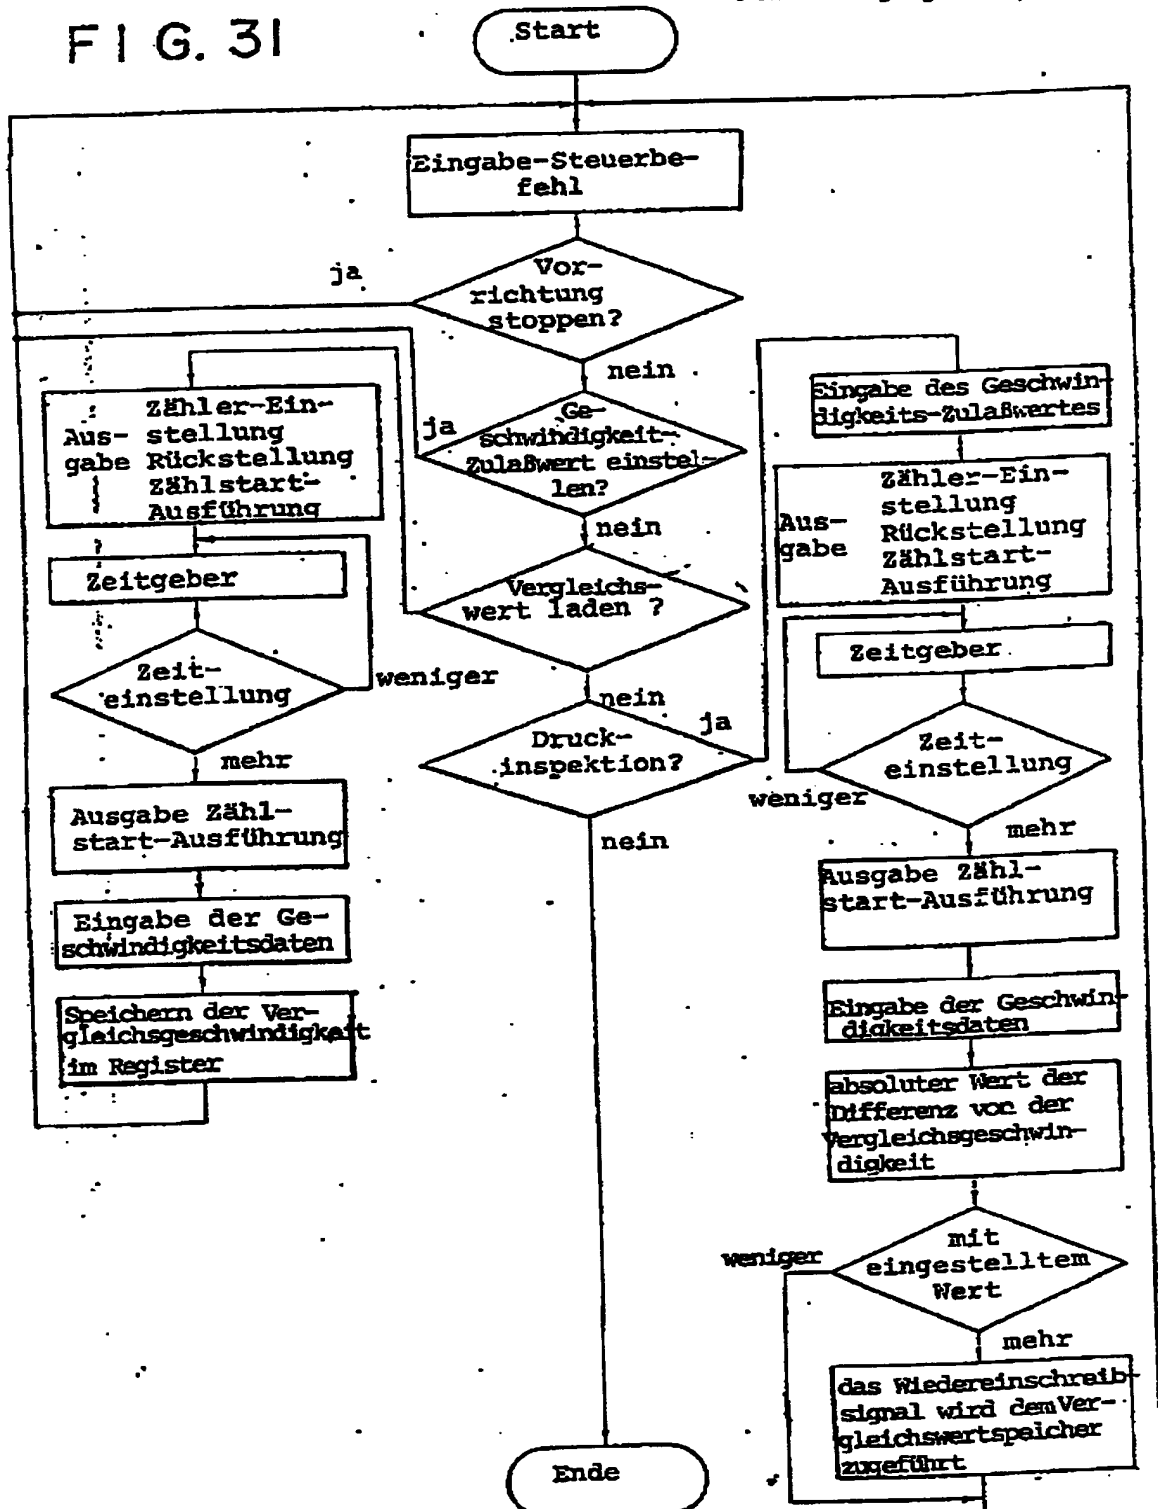 FIG. 31
Start
Eingabe-Steuerbe-
fehl
Vor-
richtung
stoppen?
ja
nein
Ge-
schwindigkeit-
Zulaßwert einstel-
len?
ja
nein
Vergleichs-
wert laden ?
nein
Druck-
inspektion?
ja
nein
Ende
Zähler-Ein-
Aus- stellung
gabe Rückstellung
Zählstart-
Ausführung
Zeitgeber
Zeit-
einstellung
weniger
mehr
Ausgabe Zähl-
start-Ausführung
Eingabe der Ge-
schwindigkeitsdaten
Speichern der Ver-
gleichsgeschwindigkeit
im Register
Eingabe des Geschwin-
digkeits-Zulaßwertes
Zähler-Ein-
stellung
Aus- Rückstellung
gabe Zählstart-
Ausführung
Zeitgeber
Zeit-
einstellung
weniger
mehr
Ausgabe Zähl-
start-Ausführung
Eingabe der Geschwin-
digkeitsdaten
absoluter Wert der
Differenz von der
Vergleichsgeschwin-
digkeit
mit
eingestelltem
Wert
weniger
mehr
das Wiedereinschreib-
signal wird dem Ver-
gleichswertspeicher
zugeführt